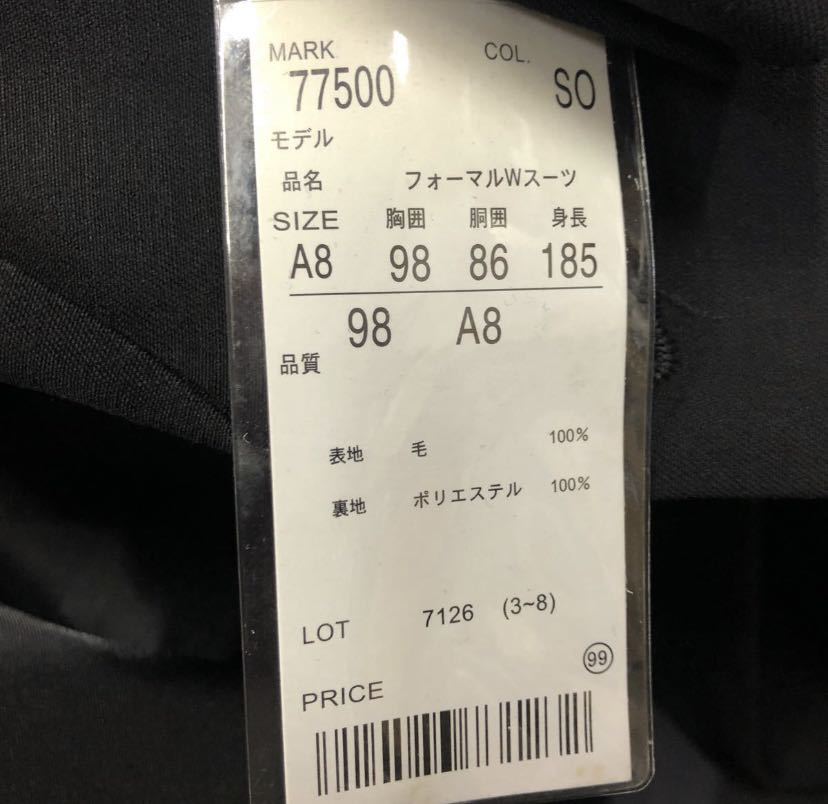 MARK COL.
77500 SO
モデル
品名 フォーマルWスーツ
SIZE 胸囲 胴囲 身長
A8 98 86 185
98 A8
品質
表地 毛 100%
裏地 ポリエステル 100%
LOT 7126 (3~8)
99
PRICE